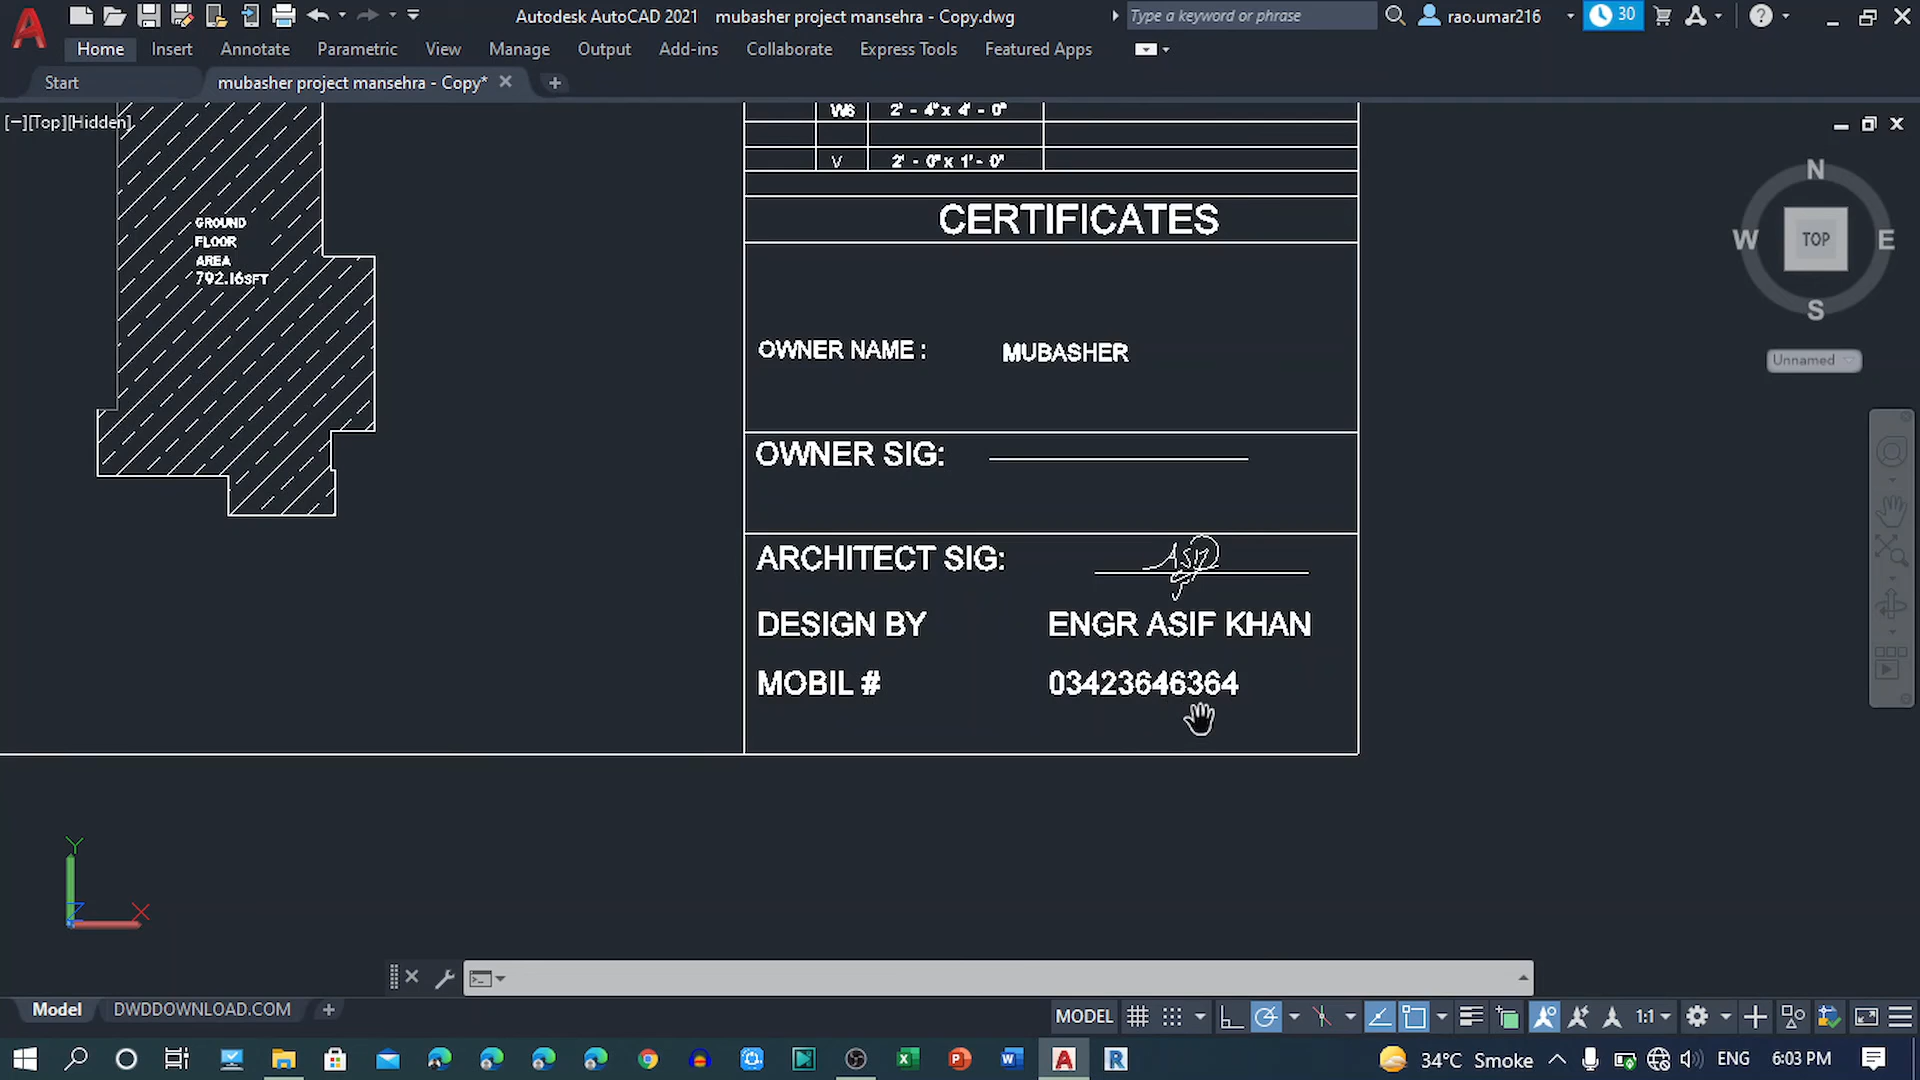 Autodesk AutoCAD 2021 mubasher project mansehra - Copy.dwg
Type a keyword or phrase
rao.umar216
30
Home Insert Annotate Parametric View Manage Output Add-ins Collaborate Express Tools Featured Apps
Start
mubasher project mansehra - Copy*
[−][Top][Hidden]
W6 2' - 4" x 4' - 0"
V 2' - 0" x 1' - 0"
CERTIFICATES
GROUND
FLOOR
AREA
792.16SFT
OWNER NAME : MUBASHER
OWNER SIG:
ARCHITECT SIG:
DESIGN BY ENGR ASIF KHAN
MOBIL # 03423646364
N
W TOP E
S
Unnamed
Y
Z
X
Model DWDDOWNLOAD.COM
MODEL 1:1
34°C Smoke ENG 6:03 PM